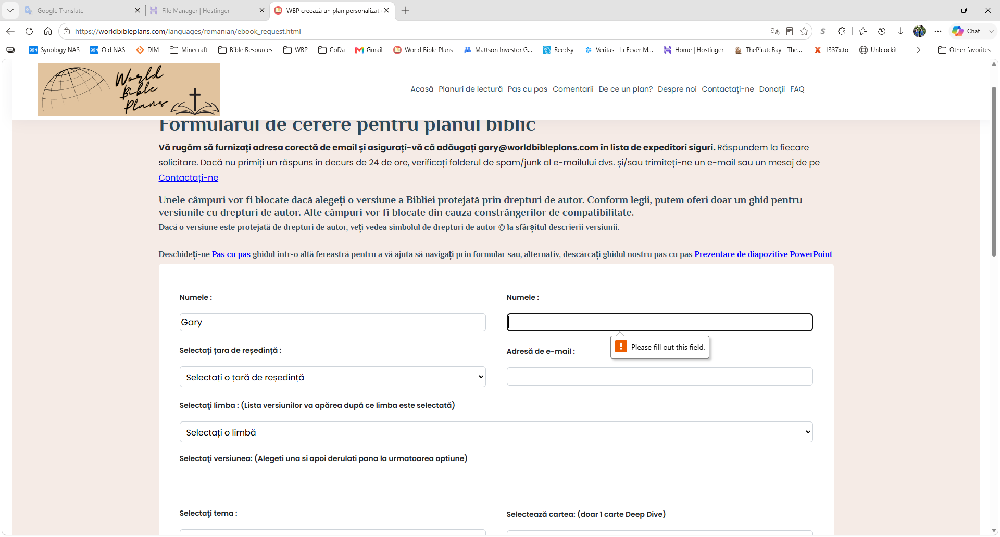 Google Translate
File Manager | Hostinger
WBP creează un plan personalizat
https://worldbibleplans.com/languages/romanian/ebook_request.html
Chat
Synology NAS
Old NAS
DIM
Minecraft
Bible Resources
WBP
CoDa
Gmail
World Bible Plans
Mattson Investor G...
Reedsy
Veritas - LeFever M...
Home | Hostinger
ThePirateBay - The...
1337x.to
Unblockit
Other favorites
World
Bible
Plans
Acasă Planuri de lectură Pas cu pas Comentarii De ce un plan? Despre noi Contactaţi-ne Donaţii FAQ
Formularul de cerere pentru planul biblic
Vă rugăm să furnizați adresa corectă de email și asigurați-vă că adăugați gary@worldbibleplans.com în lista de expeditori siguri. Răspundem la fiecare
solicitare. Dacă nu primiți un răspuns în decurs de 24 de ore, verificați folderul de spam/junk al e-mailului dvs. și/sau trimiteți-ne un e-mail sau un mesaj de pe
Contactați-ne
Unele câmpuri vor fi blocate dacă alegeți o versiune a Bibliei protejată prin drepturi de autor. Conform legii, putem oferi doar un ghid pentru
versiunile cu drepturi de autor. Alte câmpuri vor fi blocate din cauza constrângerilor de compatibilitate.
Dacă o versiune este protejată de drepturi de autor, veți vedea simbolul de drepturi de autor © la sfârșitul descrierii versiunii.
Deschideți-ne Pas cu pas ghidul într-o altă fereastră pentru a vă ajuta să navigați prin formular sau, alternativ, descărcați ghidul nostru pas cu pas Prezentare de diapozitive PowerPoint
Numele :
Numele :
Gary
Please fill out this field.
Selectați țara de reședință :
Adresă de e-mail :
Selectați o țară de reședință
Selectaţi limba : (Lista versiunilor va apărea după ce limba este selectată)
Selectați o limbă
Selectaţi versiunea: (Alegeti una si apoi derulati pana la urmatoarea optiune)
Selectaţi tema :
Selectează cartea: (doar 1 carte Deep Dive)